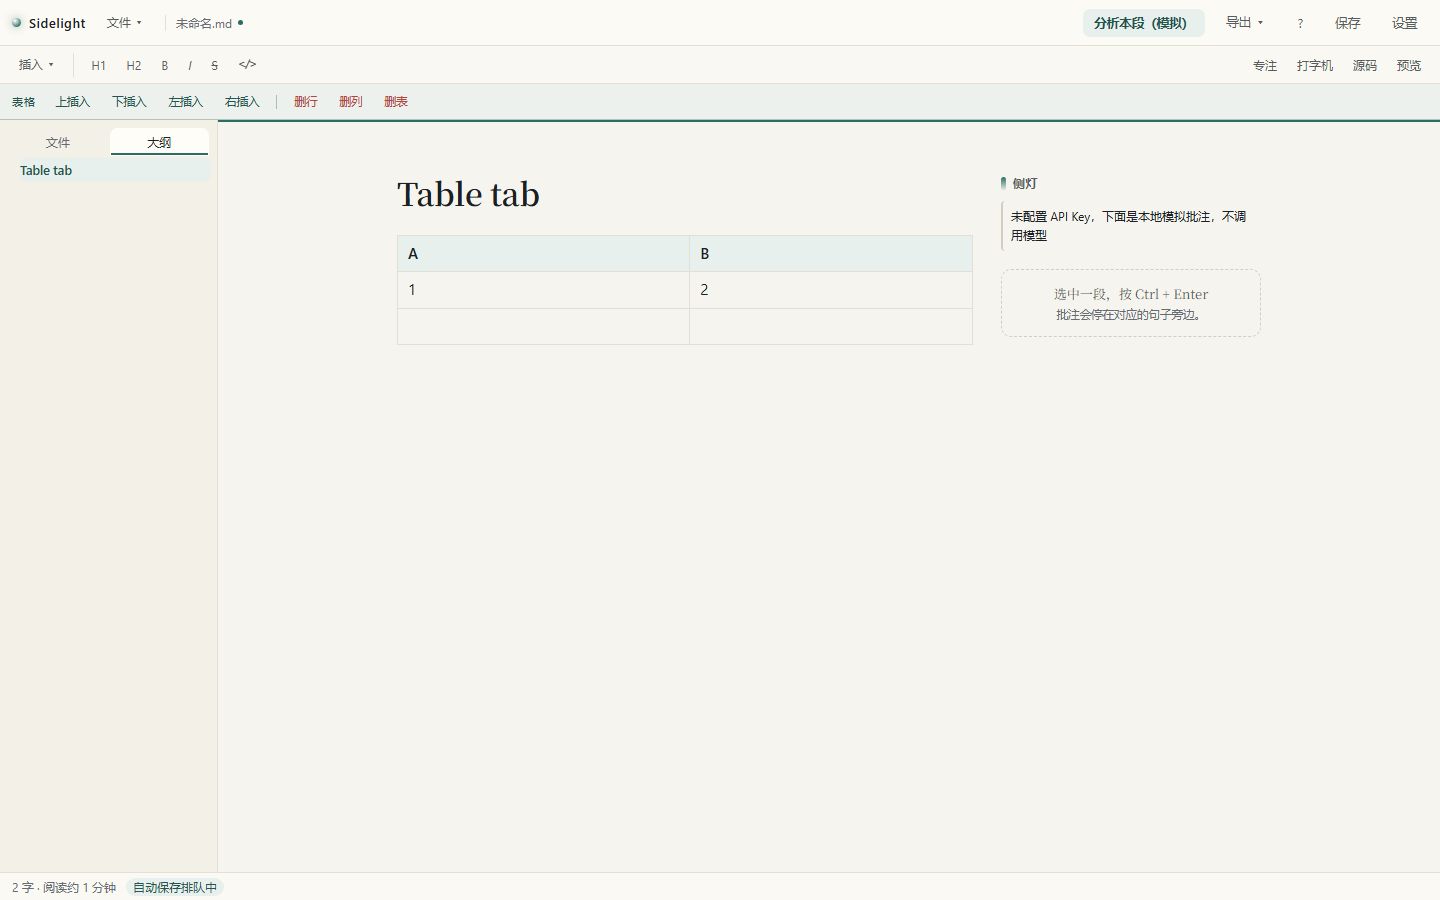 Sidelight 文件 未命名.md 分析本段（模拟） 导出 ? 保存 设置
插入 H1 H2 B I S </> 专注 打字机 源码 预览
表格 上插入 下插入 左插入 右插入 删行 删列 删表
文件 大纲
Table tab
Table tab
A B
1 2
侧灯
未配置 API Key，下面是本地模拟批注，不调
用模型
选中一段，按 Ctrl + Enter
批注会停在对应的句子旁边。
2 字 · 阅读约 1 分钟 自动保存排队中